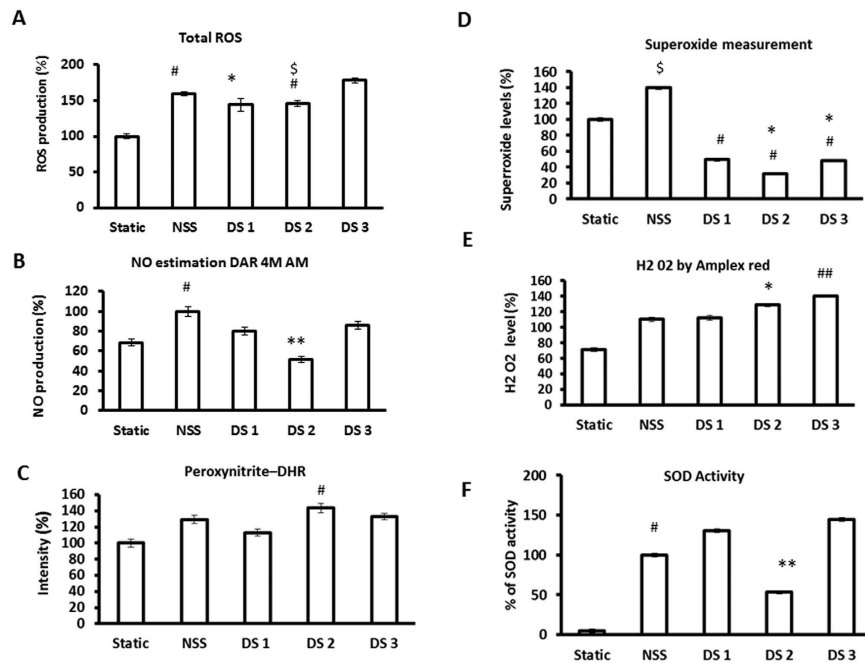 A
Total ROS
ROS production (%)
200
150
100
50
0
#
*
$
#
Static NSS DS 1 DS 2 DS 3
B
NO estimation DAR 4M AM
NO production (%)
120
100
80
60
40
20
0
#
**
Static NSS DS 1 DS 2 DS 3
C
Peroxynitrite–DHR
Intensity (%)
160
140
120
100
80
60
40
20
0
#
Static NSS DS 1 DS 2 DS 3
D
Superoxide measurement
Superroxide levels (%)
160
140
120
100
80
60
40
20
0
$
#
*
#
*
#
Static NSS DS 1 DS 2 DS 3
E
H2 02 by Amplex red
H2 O2 level (%)
160
140
120
100
80
60
40
20
0
*
##
Static NSS DS 1 DS 2 DS 3
F
SOD Activity
% of SOD activity
200
150
100
50
0
#
**
Static NSS DS 1 DS 2 DS 3